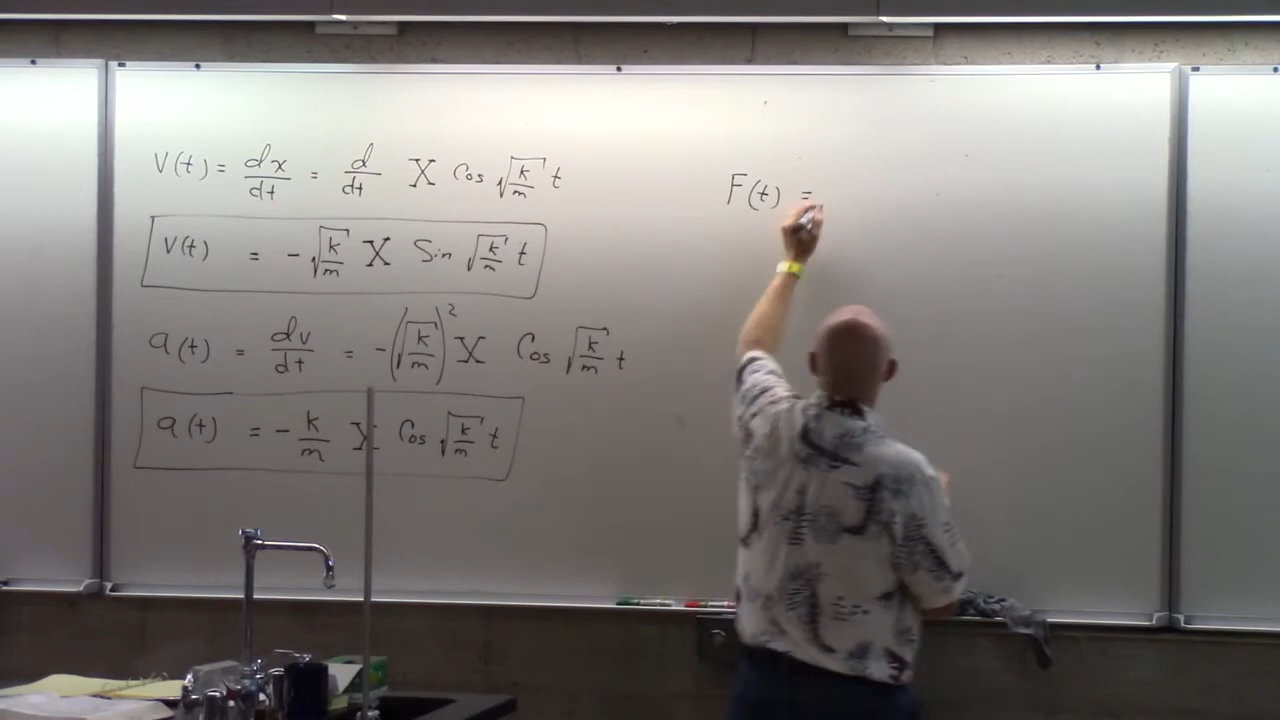 V(t) = dx/dt = d/dt X Cos √(k/m) t
V(t) = -√(k/m) X Sin √(k/m) t
a(t) = dv/dt = -(√(k/m))² X Cos √(k/m) t
a(t) = -k/m X Cos √(k/m) t
F(t) =